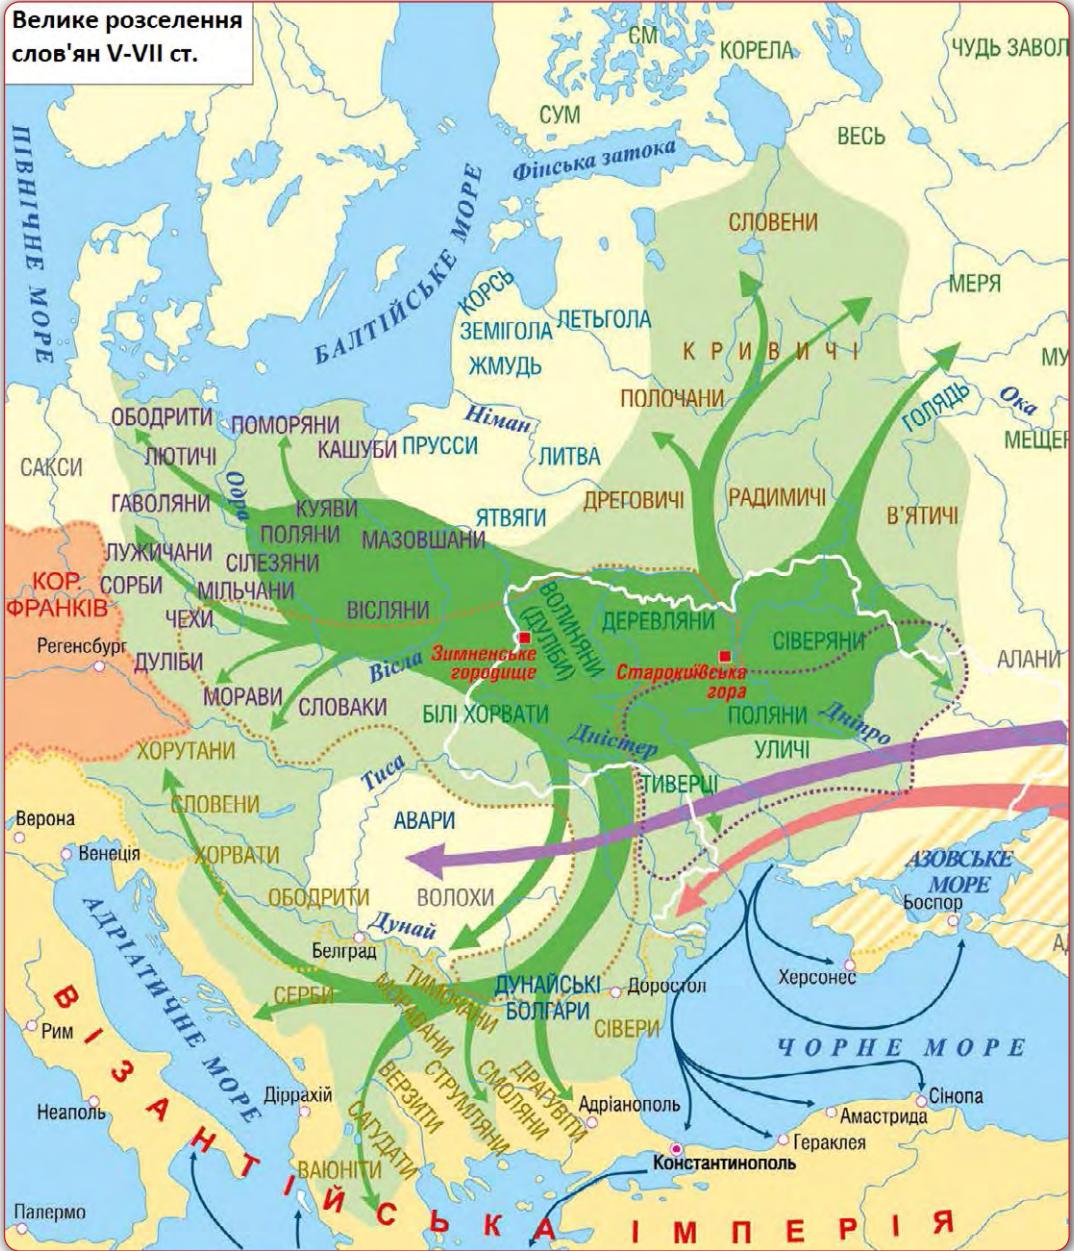 Велике розселення
слов'ян V-VII ст.
ЄМ
КОРЕЛА
ЧУДЬ ЗАВОЛ
СУМ
ВЕСЬ
Фінська затока
ПІВНІЧНЕ МОРЕ
БАЛТІЙСЬКЕ МОРЕ
СЛОВЕНИ
МЕРЯ
КОРСЬ
ЗЕМІГОЛА
ЛЕТЬГОЛА
ЖМУДЬ
КРИВИЧІ
МУ
ПОЛОЧАНИ
ГОЛЯДЬ
Ока
МЕЩЕР
ОБОДРИТИ
ПОМОРЯНИ
КАШУБИ
ПРУССИ
Німан
ЛИТВА
САКСИ
ЛЮТИЧІ
Одра
ГАВОЛЯНИ
КУЯВИ
ПОЛЯНИ
МАЗОВШАНИ
ЯТВЯГИ
ДРЕГОВИЧІ
РАДИМИЧІ
В'ЯТИЧІ
ЛУЖИЧАНИ
СІЛЕЗЯНИ
СОРБИ
МІЛЬЧАНИ
КОР.
ФРАНКІВ
ЧЕХИ
ВІСЛЯНИ
ВОЛИНЯНИ
(ДУЛІБИ)
ДЕРЕВЛЯНИ
СІВЕРЯНИ
Регенсбург
ДУЛІБИ
Вісла
Зимненське
городище
Старокиївська
гора
АЛАНИ
МОРАВИ
СЛОВАКИ
БІЛІ ХОРВАТИ
ПОЛЯНИ
Дніпро
Дністер
УЛИЧІ
ХОРУТАНИ
Тиса
ТИВЕРЦІ
СЛОВЕНИ
АВАРИ
Верона
Венеція
ХОРВАТИ
ОБОДРИТИ
ВОЛОХИ
АЗОВСЬКЕ
МОРЕ
Боспор
Дунай
Белград
АД
АДРІАТИЧНЕ МОРЕ
Херсонес
СЕРБИ
ТИМОЧАНИ
МОРАВАНИ
ДУНАЙСЬКІ
БОЛГАРИ
Доростол
СІВЕРИ
ЧОРНЕ МОРЕ
Рим
ВЕРЗИТИ
СТРУМЛЯНИ
СМОЛЯНИ
ДРАГУВІТИ
Неаполь
Діррахій
САГУДАТИ
Адріанополь
Сінопа
Амастрида
Гераклея
Константинополь
ВАЮНІТИ
Палермо
ВІЗАНТІЙСЬКА ІМПЕРІЯ